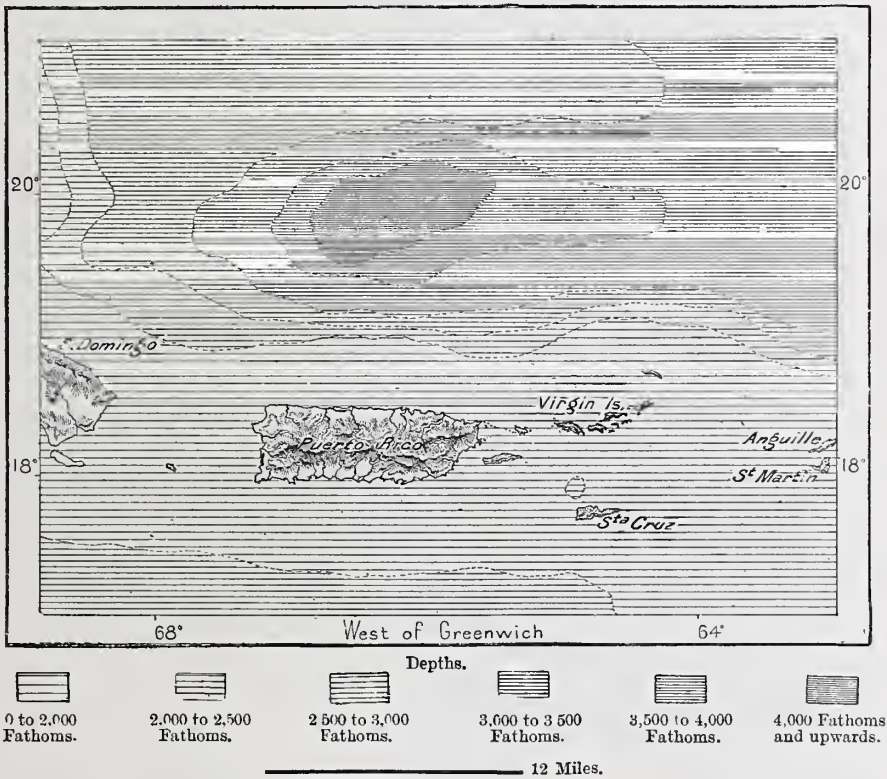 20°
20°
S. Domingo
Virgin Is.
Puerto Rico
Anguille
18°
18°
St Martin
Sta Cruz
68°
West of Greenwich
64°
Depths.
0 to 2.000
Fathoms.
2.000 to 2,500
Fathoms.
2 500 to 3,000
Fathoms.
3,000 to 3 500
Fathoms.
3,500 to 4,000
Fathoms.
4,000 Fathoms
and upwards.
12 Miles.